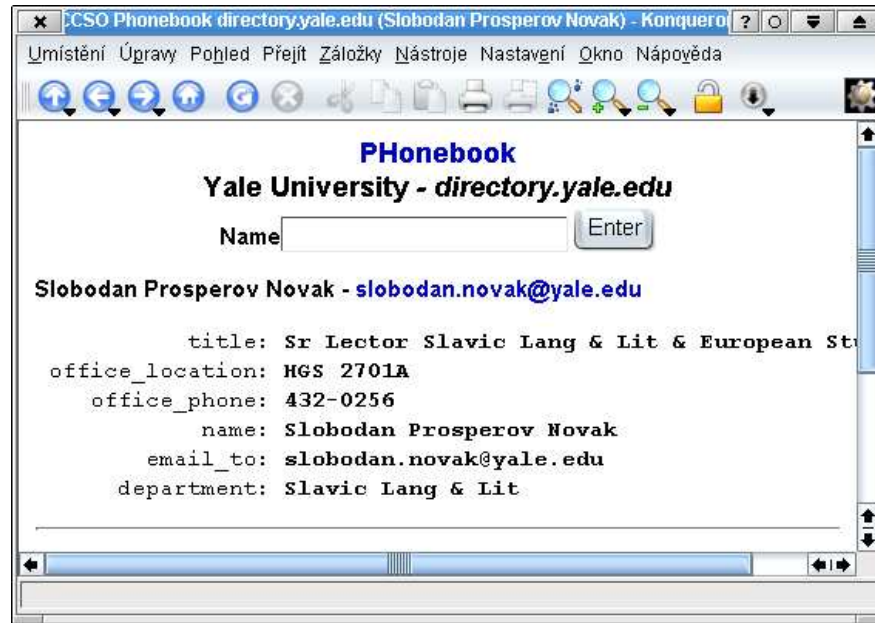 CCSO Phonebook directory.yale.edu (Slobodan Prosperov Novak) - Konqueror
Umístění Úpravy Pohled Přejít Záložky Nástroje Nastavení Okno Nápověda
PHonebook
Yale University - directory.yale.edu
Name Enter
Slobodan Prosperov Novak - slobodan.novak@yale.edu
title: Sr Lector Slavic Lang & Lit & European Stu
office_location: HGS 2701A
office_phone: 432-0256
name: Slobodan Prosperov Novak
email_to: slobodan.novak@yale.edu
department: Slavic Lang & Lit